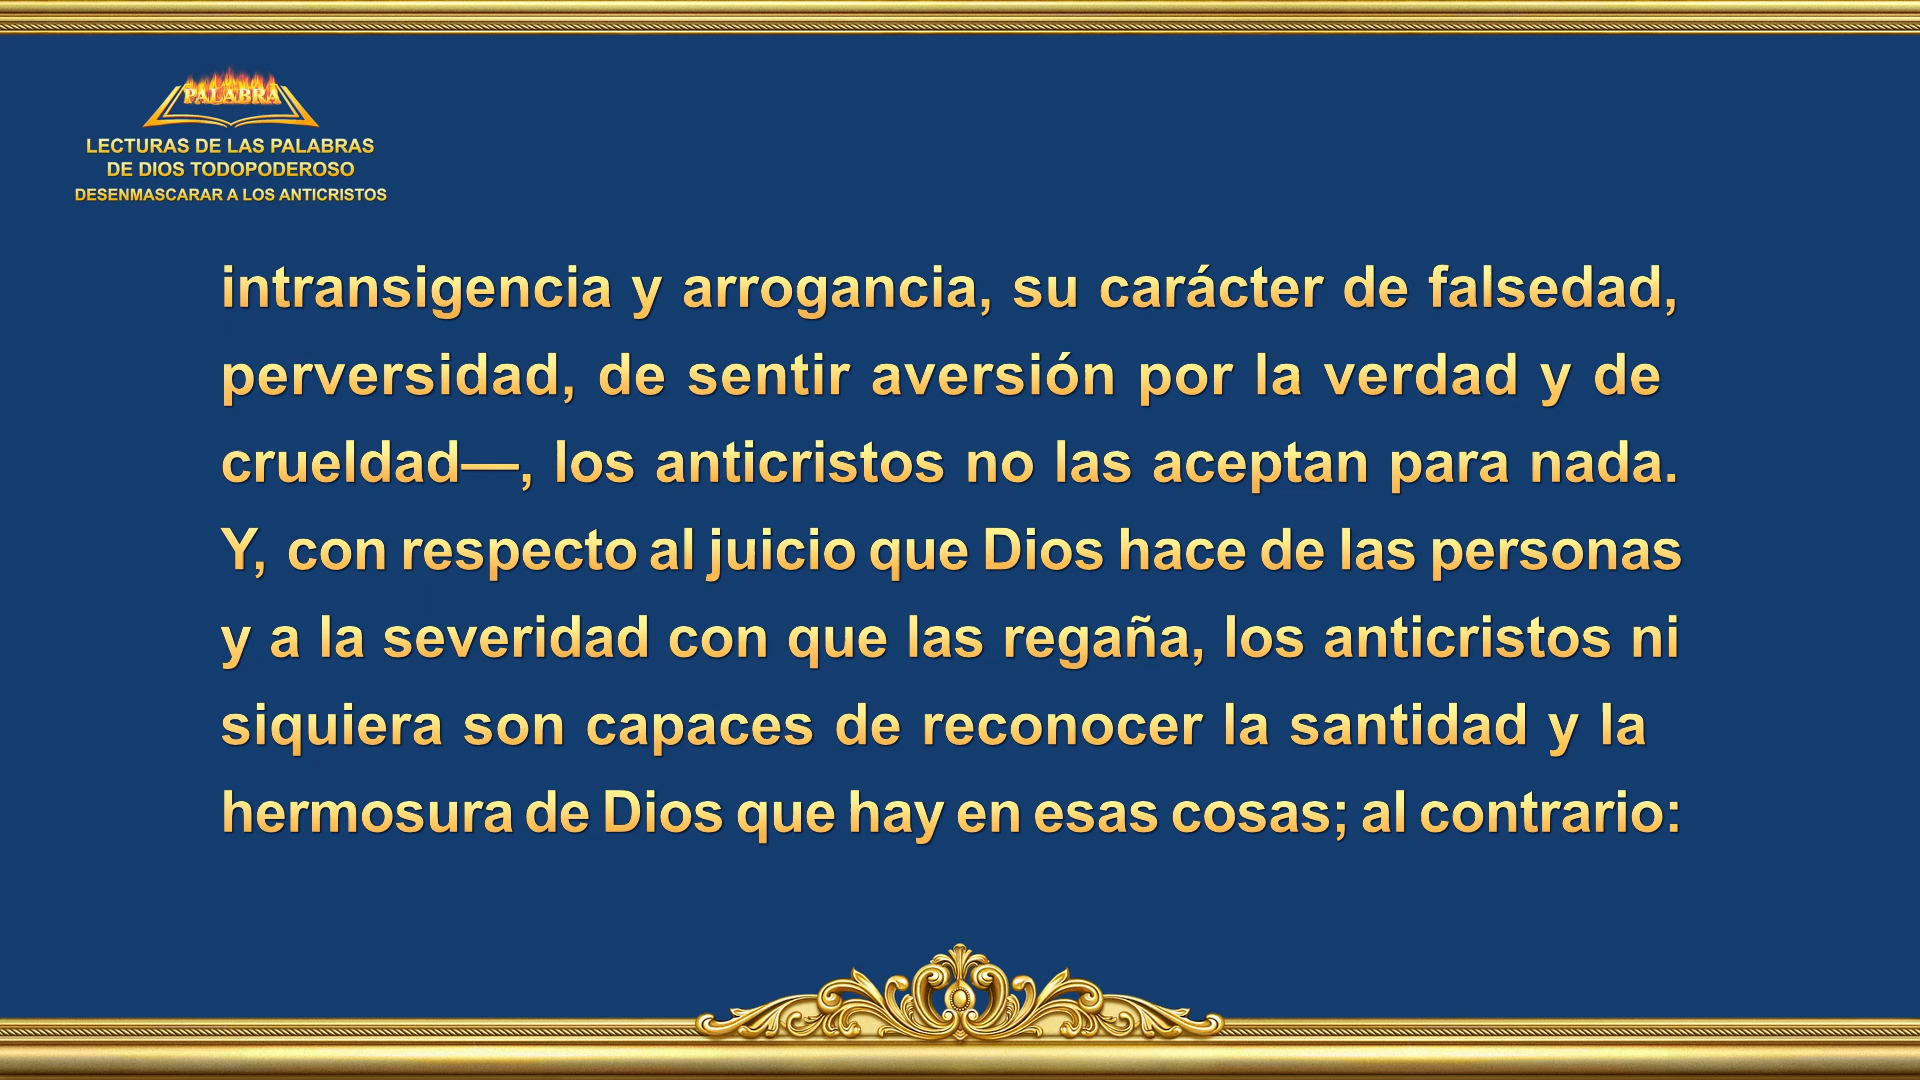 PALABRA
LECTURAS DE LAS PALABRAS
DE DIOS TODOPODEROSO
DESENMASCARAR A LOS ANTICRISTOS
intransigencia y arrogancia, su carácter de falsedad,
perversidad, de sentir aversión por la verdad y de
crueldad—, los anticristos no las aceptan para nada.
Y, con respecto al juicio que Dios hace de las personas
y a la severidad con que las regaña, los anticristos ni
siquiera son capaces de reconocer la santidad y la
hermosura de Dios que hay en esas cosas; al contrario: